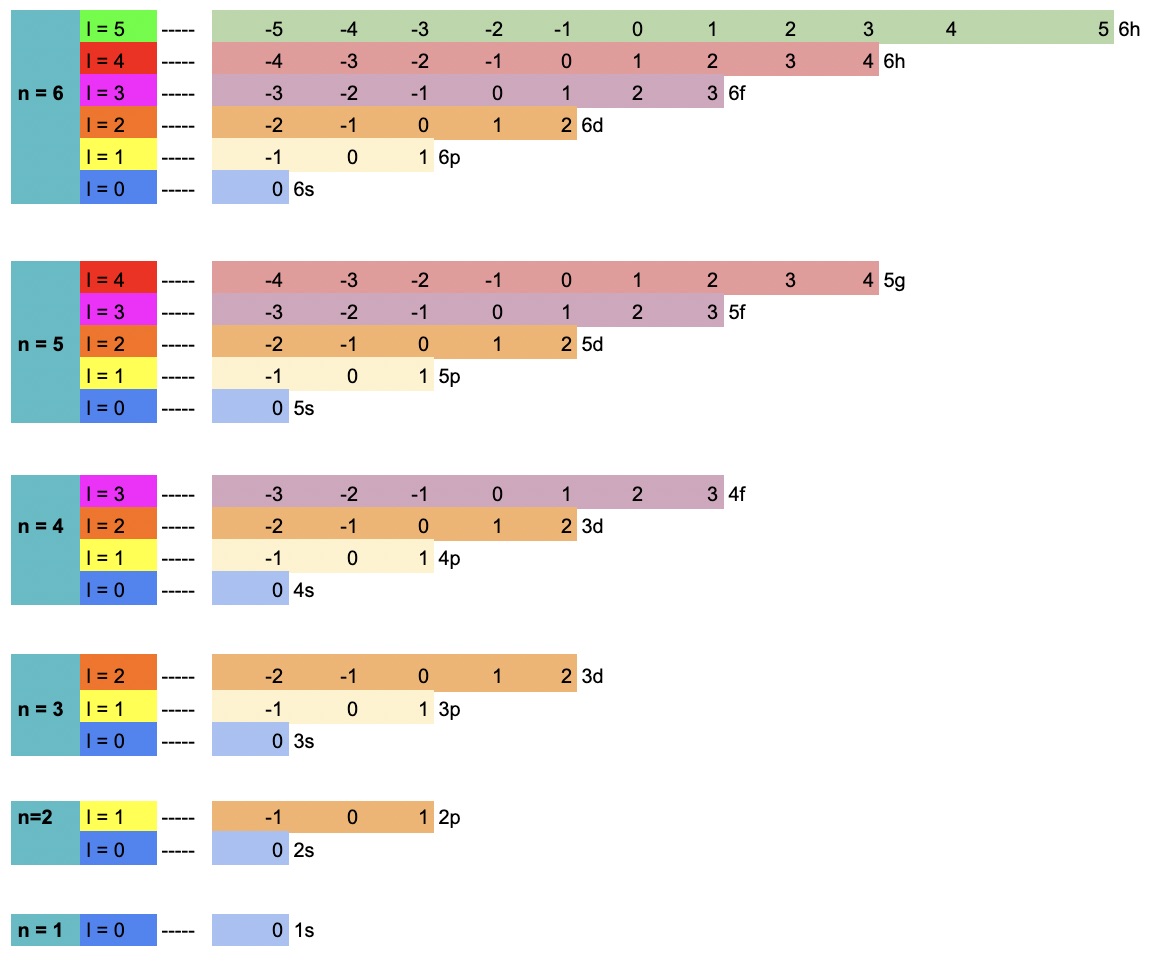 l = 5 ----- -5 -4 -3 -2 -1 0 1 2 3 4 5 6h
l = 4 ----- -4 -3 -2 -1 0 1 2 3 4 6h
n = 6 l = 3 ----- -3 -2 -1 0 1 2 3 6f
l = 2 ----- -2 -1 0 1 2 6d
l = 1 ----- -1 0 1 6p
l = 0 ----- 0 6s
l = 4 ----- -4 -3 -2 -1 0 1 2 3 4 5g
l = 3 ----- -3 -2 -1 0 1 2 3 5f
n = 5 l = 2 ----- -2 -1 0 1 2 5d
l = 1 ----- -1 0 1 5p
l = 0 ----- 0 5s
l = 3 ----- -3 -2 -1 0 1 2 3 4f
n = 4 l = 2 ----- -2 -1 0 1 2 3d
l = 1 ----- -1 0 1 4p
l = 0 ----- 0 4s
l = 2 ----- -2 -1 0 1 2 3d
n = 3 l = 1 ----- -1 0 1 3p
l = 0 ----- 0 3s
n=2 l = 1 ----- -1 0 1 2p
l = 0 ----- 0 2s
n = 1 l = 0 ----- 0 1s